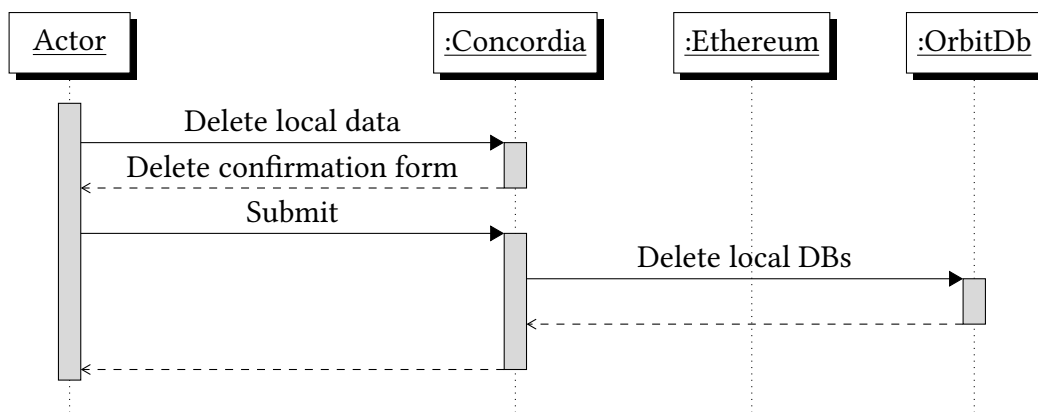 Actor
:Concordia
:Ethereum
:OrbitDb
Delete local data
Delete confirmation form
Submit
Delete local DBs